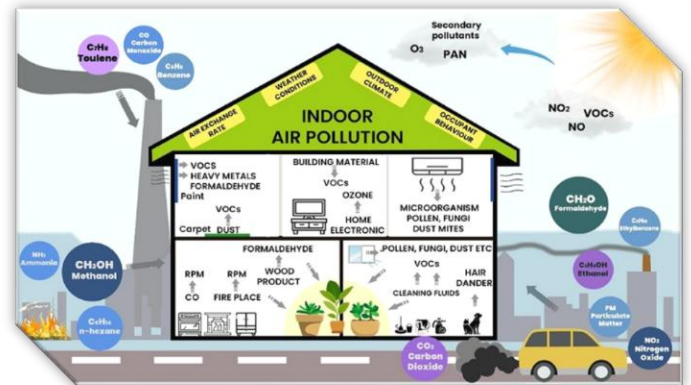 Secondary
pollutants
O₃
PAN
C₇H₈
Toulene
CO
Carbon
Monoxide
C₆H₆
Benzene
NO₂
VOCs
NO
WEATHER
CONDITIONS
OUTDOOR
CLIMATE
AIR EXCHANGE
RATE
OCCUPANT
BEHAVIOUR
INDOOR
AIR POLLUTION
VOCS
HEAVY METALS
FORMALDEHYDE
Paint
VOCs
Carpet
DUST
BUILDING MATERIAL
VOCs
OZONE
HOME
ELECTRONIC
MICROORGANISM
POLLEN, FUNGI
DUST MITES
CH₂O
Formaldehyde
Ethylbenzene
C₂H₅OH
Ethanol
NH₃
Ammonia
CH₃OH
Methanol
C₆H₁₄
n-hexane
FORMALDEHYDE
RPM
CO
RPM
FIRE PLACE
WOOD
PRODUCT
POLLEN, FUNGI, DUST ETC
VOCs
HAIR
DANDER
CLEANING FLUIDS
PM
Particulate
Matter
NO₂
Nitrogen
Oxide
CO₂
Carbon
Dioxide